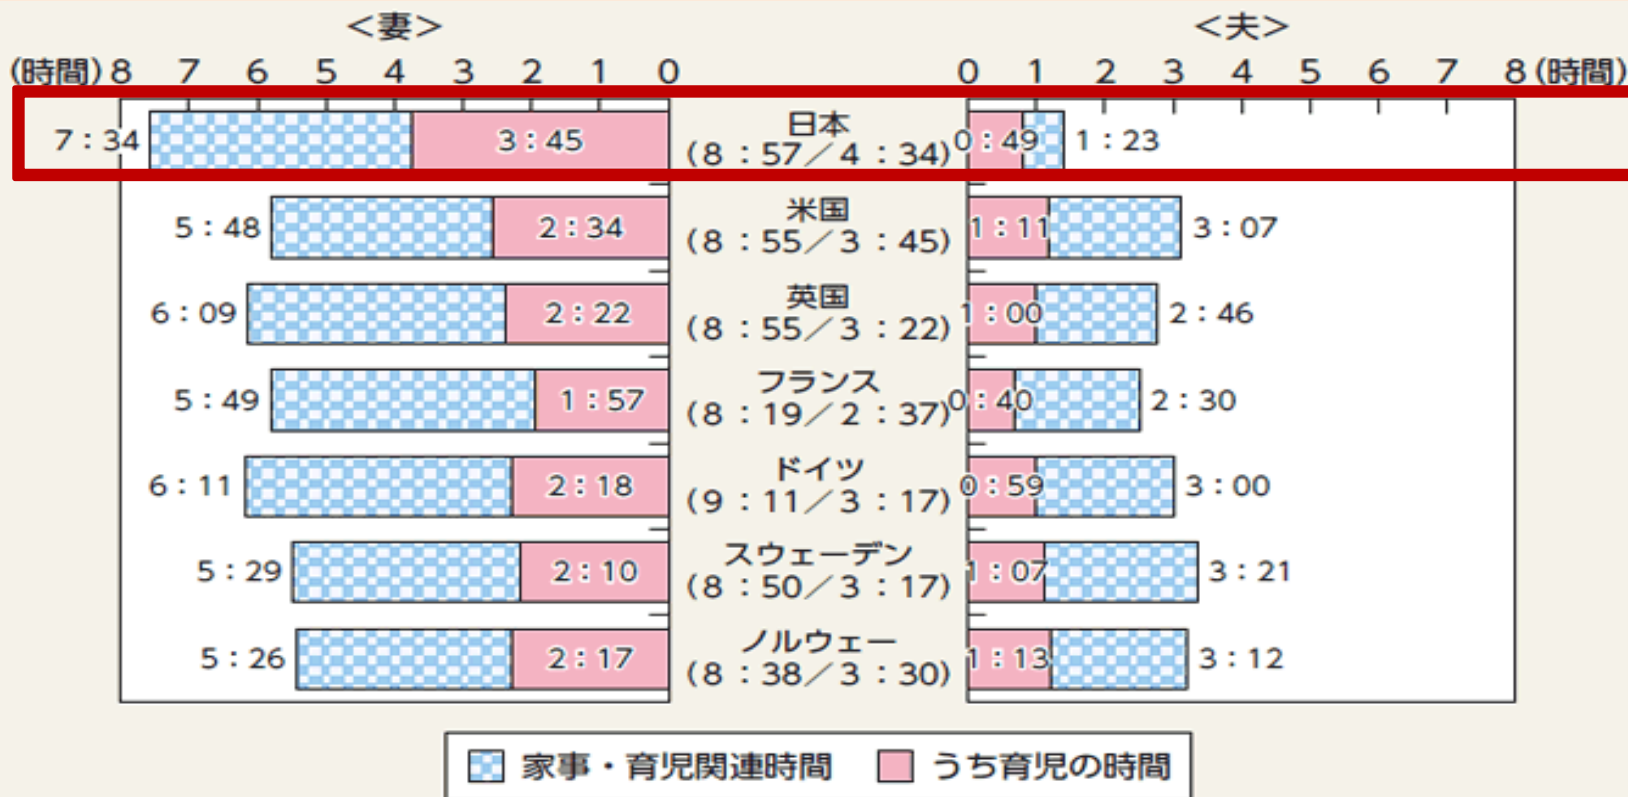 <妻>
<夫>
(時間) 8 7 6 5 4 3 2 1 0
0 1 2 3 4 5 6 7 8 (時間)
7：34 3：45 日本 0：49 1：23
(8：57／4：34)
5：48 2：34 米国 1：11 3：07
(8：55／3：45)
6：09 2：22 英国 1：00 2：46
(8：55／3：22)
5：49 1：57 フランス 0：40 2：30
(8：19／2：37)
6：11 2：18 ドイツ 0：59 3：00
(9：11／3：17)
5：29 2：10 スウェーデン 1：07 3：21
(8：50／3：17)
5：26 2：17 ノルウェー 1：13 3：12
(8：38／3：30)
家事・育児関連時間 うち育児の時間